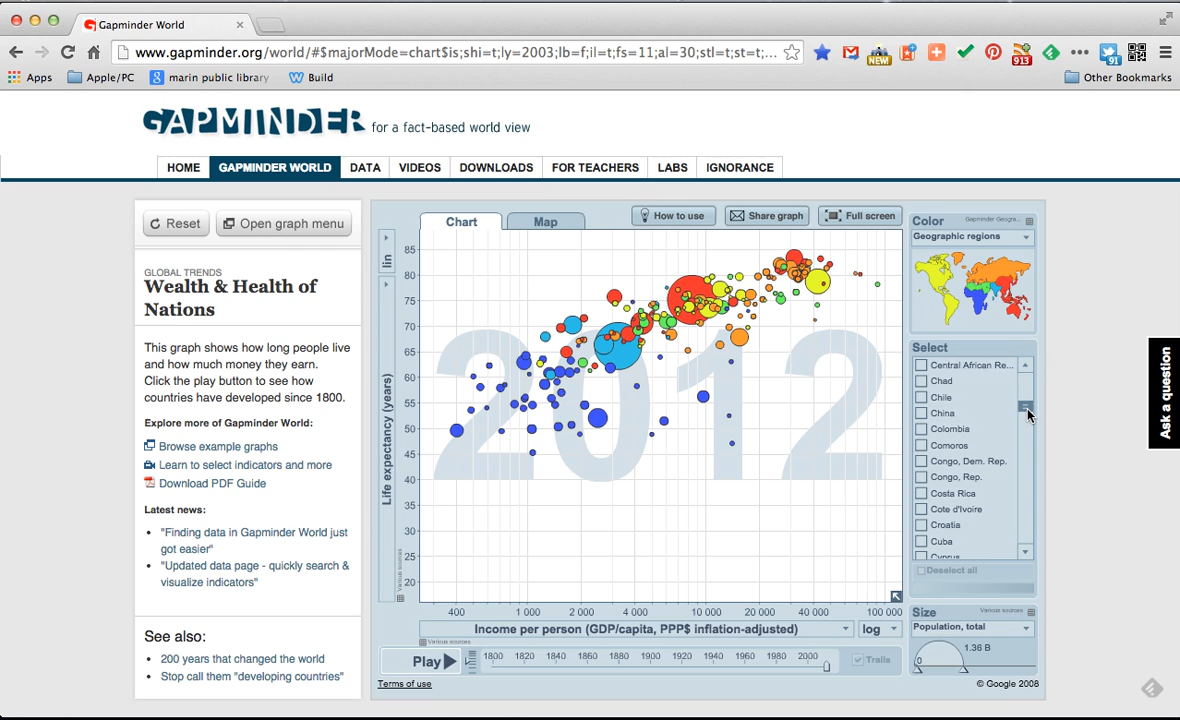 Gapminder World
www.gapminder.org/world/#$majorMode=chart$is;shi=t;ly=2003;lb=f;il=t;fs=11;al=30;stl=t;st=t;...
NEW
913
91
Apps
Apple/PC
marin public library
Build
Other Bookmarks
GAPMINDER
for a fact-based world view
HOME
GAPMINDER WORLD
DATA
VIDEOS
DOWNLOADS
FOR TEACHERS
LABS
IGNORANCE
Reset
Open graph menu
GLOBAL TRENDS
Wealth & Health of
Nations
This graph shows how long people live
and how much money they earn.
Click the play button to see how
countries have developed since 1800.
Explore more of Gapminder World:
Browse example graphs
Learn to select indicators and more
Download PDF Guide
Latest news:
"Finding data in Gapminder World just
got easier"
"Updated data page - quickly search &
visualize indicators"
See also:
200 years that changed the world
Stop call them "developing countries"
Chart
Map
How to use
Share graph
Full screen
lin
Life expectancy (years)
Various sources
85
80
75
70
65
60
55
50
45
40
35
30
25
20
2012
400
1 000
2 000
4 000
10 000
20 000
40 000
100 000
Income per person (GDP/capita, PPP$ inflation-adjusted)
log
Various sources
Play
1800
1820
1840
1860
1880
1900
1920
1940
1960
1980
2000
Trails
Terms of use
© Google 2008
Color
Gapminder Geogra...
Geographic regions
Select
Central African Re...
Chad
Chile
China
Colombia
Comoros
Congo, Dem. Rep.
Congo, Rep.
Costa Rica
Cote d'Ivoire
Croatia
Cuba
Cyprus
Deselect all
Size
Various sources
Population, total
0
1.36 B
Ask a question